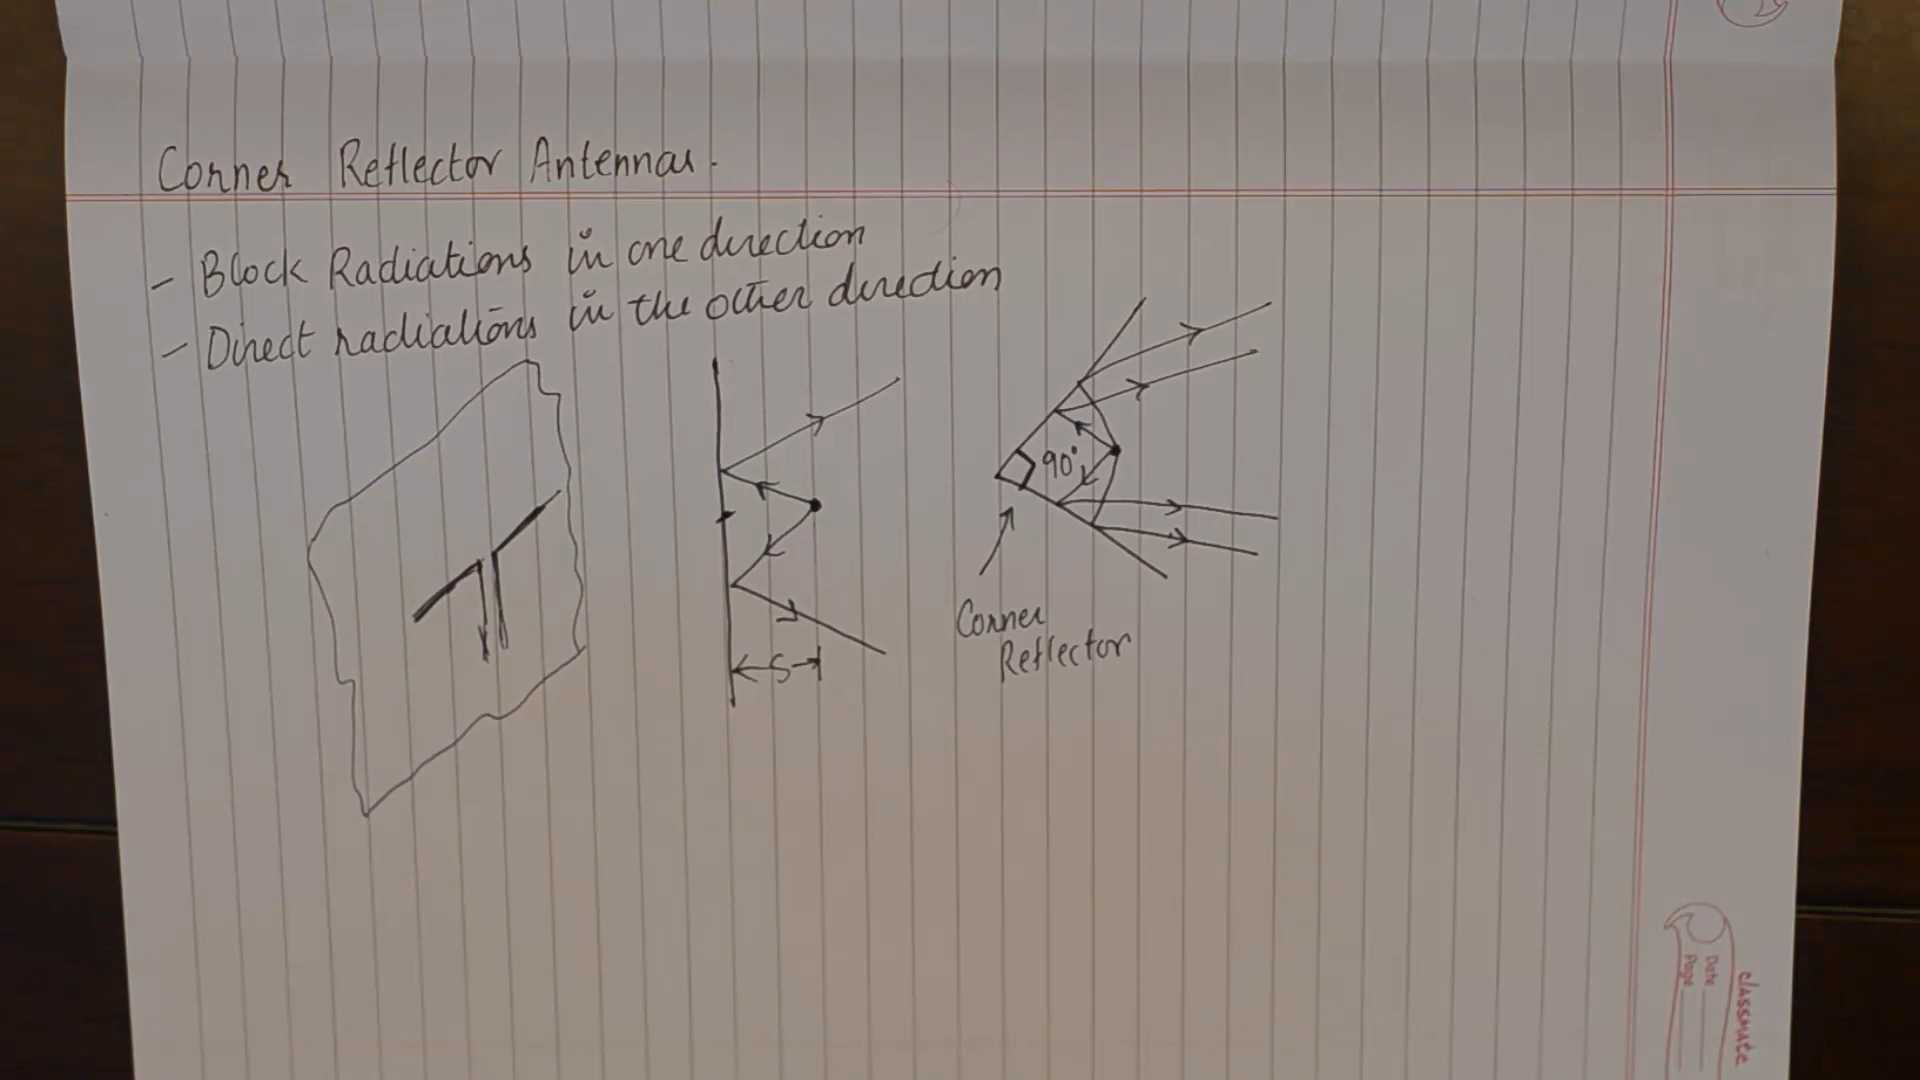 Corner Reflector Antennas.
- Block Radiations in one direction
- Direct radiations in the other direction
90°
S
Corner
Reflector
classmate
Date
Page